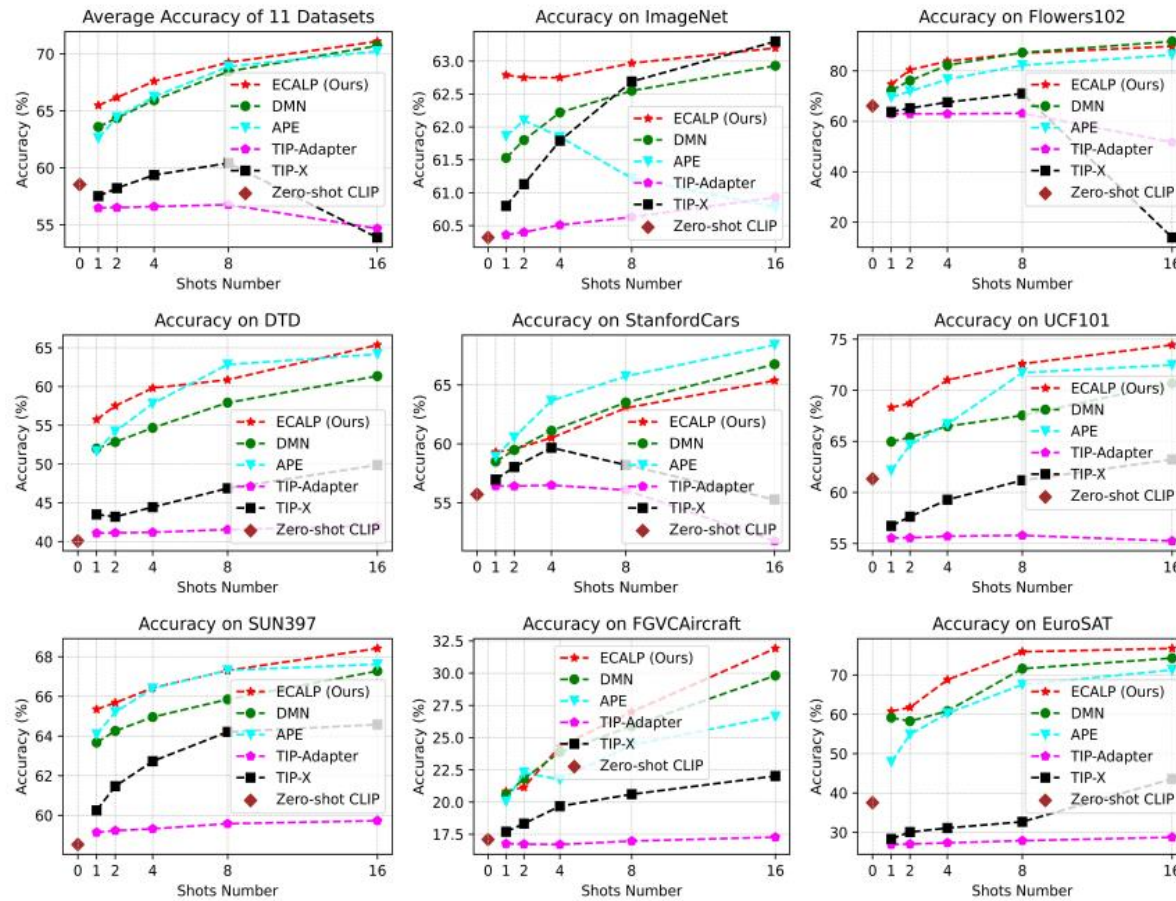 Average Accuracy of 11 Datasets
Accuracy (%)
70
65
60
55
ECALP (Ours)
DMN
APE
TIP-Adapter
TIP-X
Zero-shot CLIP
0 1 2 4 8 16
Shots Number
Accuracy on ImageNet
Accuracy (%)
63.0
62.5
62.0
61.5
61.0
60.5
ECALP (Ours)
DMN
APE
TIP-Adapter
TIP-X
Zero-shot CLIP
0 1 2 4 8 16
Shots Number
Accuracy on Flowers102
Accuracy (%)
80
60
40
20
ECALP (Ours)
DMN
APE
TIP-Adapter
TIP-X
Zero-shot CLIP
0 1 2 4 8 16
Shots Number
Accuracy on DTD
Accuracy (%)
65
60
55
50
45
40
ECALP (Ours)
DMN
APE
TIP-Adapter
TIP-X
Zero-shot CLIP
0 1 2 4 8 16
Shots Number
Accuracy on StanfordCars
Accuracy (%)
65
60
55
ECALP (Ours)
DMN
APE
TIP-Adapter
TIP-X
Zero-shot CLIP
0 1 2 4 8 16
Shots Number
Accuracy on UCF101
Accuracy (%)
75
70
65
60
55
ECALP (Ours)
DMN
APE
TIP-Adapter
TIP-X
Zero-shot CLIP
0 1 2 4 8 16
Shots Number
Accuracy on SUN397
Accuracy (%)
68
66
64
62
60
ECALP (Ours)
DMN
APE
TIP-Adapter
TIP-X
Zero-shot CLIP
0 1 2 4 8 16
Shots Number
Accuracy on FGVCAircraft
Accuracy (%)
32.5
30.0
27.5
25.0
22.5
20.0
17.5
ECALP (Ours)
DMN
APE
TIP-Adapter
TIP-X
Zero-shot CLIP
0 1 2 4 8 16
Shots Number
Accuracy on EuroSAT
Accuracy (%)
70
60
50
40
30
ECALP (Ours)
DMN
APE
TIP-Adapter
TIP-X
Zero-shot CLIP
0 1 2 4 8 16
Shots Number